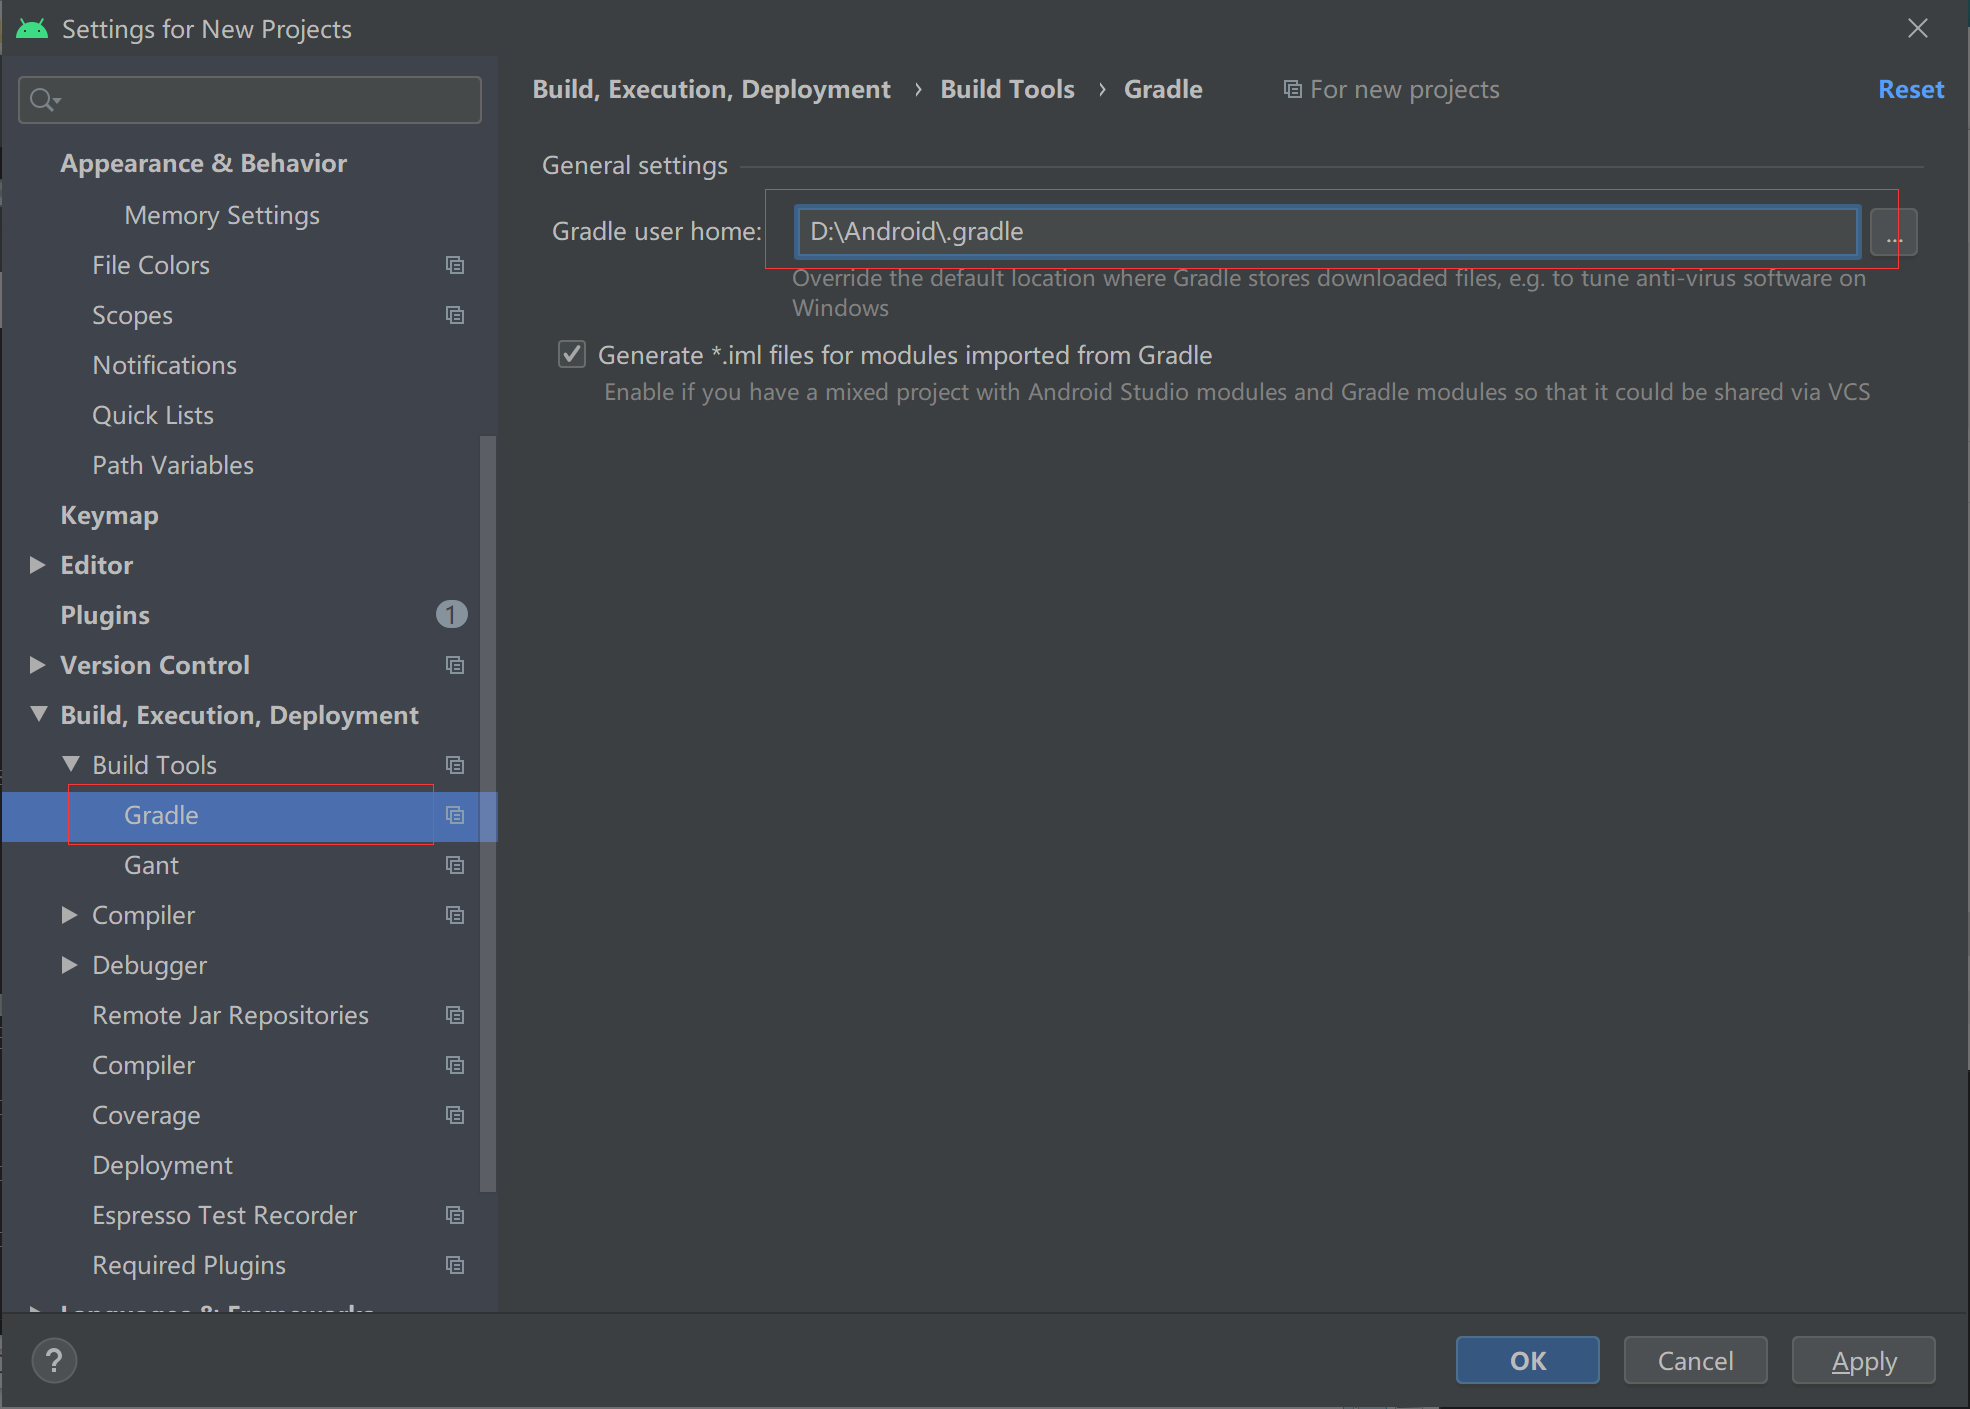 Settings for New Projects
Appearance & Behavior
Memory Settings
File Colors
Scopes
Notifications
Quick Lists
Path Variables
Keymap
Editor
Plugins 1
Version Control
Build, Execution, Deployment
Build Tools
Gradle
Gant
Compiler
Debugger
Remote Jar Repositories
Compiler
Coverage
Deployment
Espresso Test Recorder
Required Plugins
Languages & Frameworks
Build, Execution, Deployment › Build Tools › Gradle For new projects Reset
General settings
Gradle user home: D:\Android\.gradle ...
Override the default location where Gradle stores downloaded files, e.g. to tune anti-virus software on
Windows
Generate *.iml files for modules imported from Gradle
Enable if you have a mixed project with Android Studio modules and Gradle modules so that it could be shared via VCS
? OK Cancel Apply